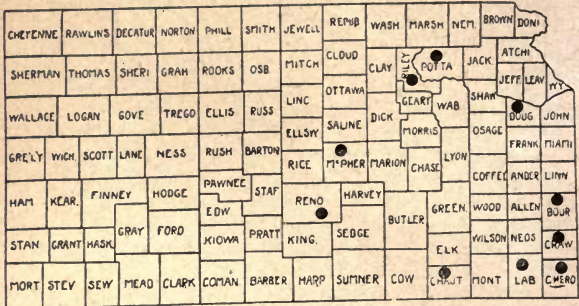 CHEYENNE RAWLINS DECATUR NORTON PHILL SMITH JEWELL REPUB WASH MARSH NEM. BROWN DONI
SHERMAN THOMAS SHERI GRAH ROOKS OSB MITCH CLOUD CLAY RILEY POTTA JACK. ATCHI
JEFF LEAV WY
WALLACE LOGAN GOVE TREGO ELLIS RUSS LINC OTTAWA GEARY WAB SHAW
ELLSW SALINE DICK MORRIS OSAGE DOUG JOHN
GRE'LY WICH. SCOTT LANE NESS RUSH BARTON RICE McPHER MARION CHASE LYON FRANK MIAMI
COFFEE ANDER LINN
HAM KEAR. FINNEY HODGE PAWNEE STAF RENO HARVEY
EDW BUTLER GREEN. WOOD ALLEN BOUR
STAN GRANT HASK. GRAY FORD KIOWA PRATT KING. SEDGE ELK WILSON NEOS CRAW
MORT STEV SEW MEAD CLARK COMAN BARBER HARP SUMNER COW CHAUT MONT LAB CHERO